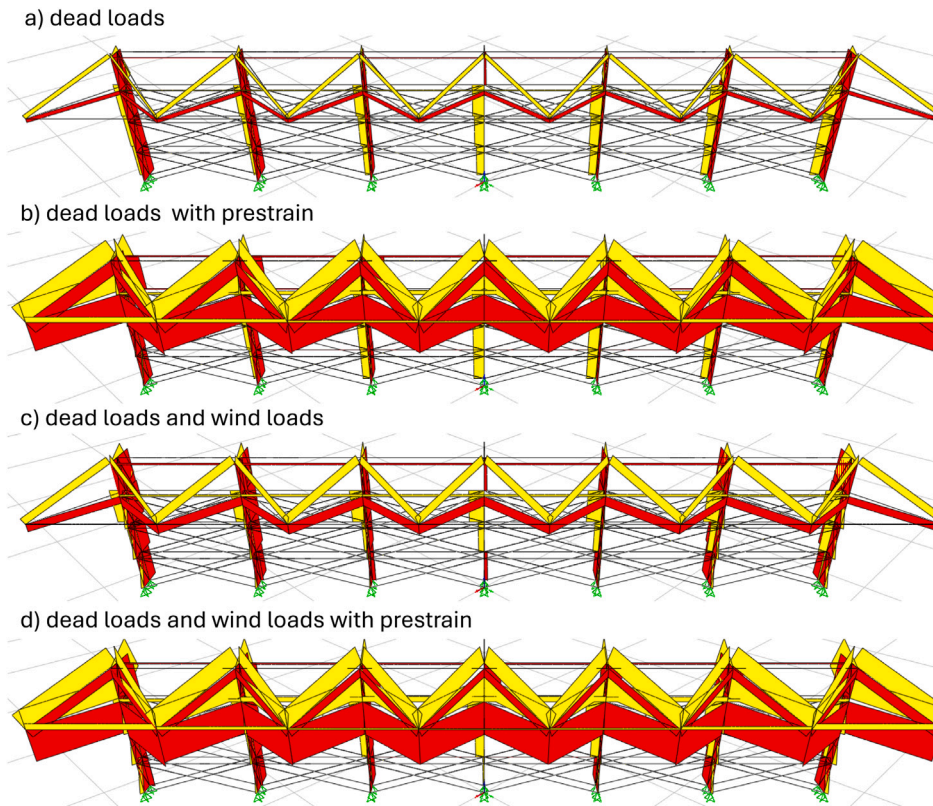 a) dead loads
b) dead loads with prestrain
c) dead loads and wind loads
d) dead loads and wind loads with prestrain